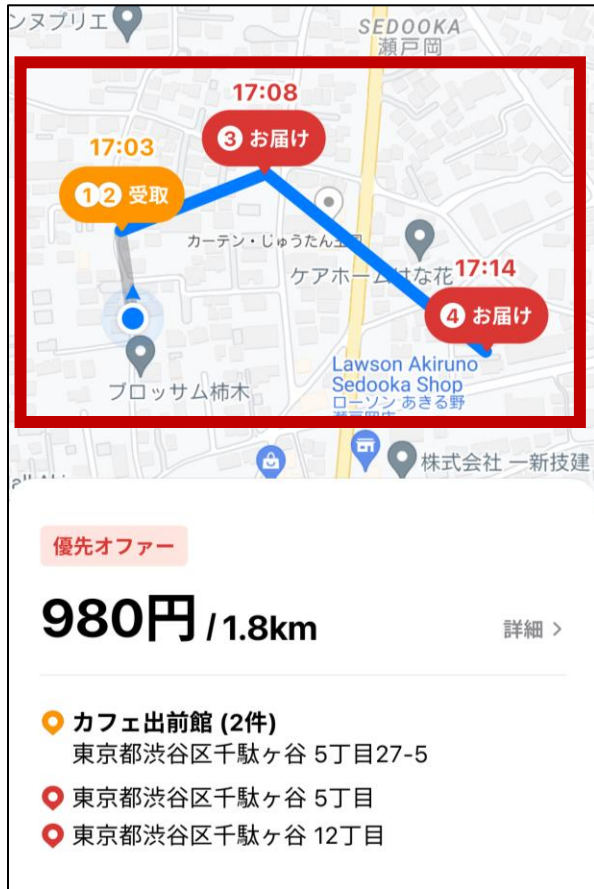 ンヌプリエ
SEDOOKA
瀬戸岡
17:08
③ お届け
17:03
①② 受取
カーテン・じゅうたん王国
ケアホームはな花
17:14
④ お届け
Lawson Akiruno
Sedooka Shop
ローソン あきる野
瀬戸岡店
ブロッサム柿木
株式会社 一新技建
優先オファー
980円 / 1.8km
詳細 >
カフェ出前館 (2件)
東京都渋谷区千駄ヶ谷 5丁目27-5
東京都渋谷区千駄ヶ谷 5丁目
東京都渋谷区千駄ヶ谷 12丁目